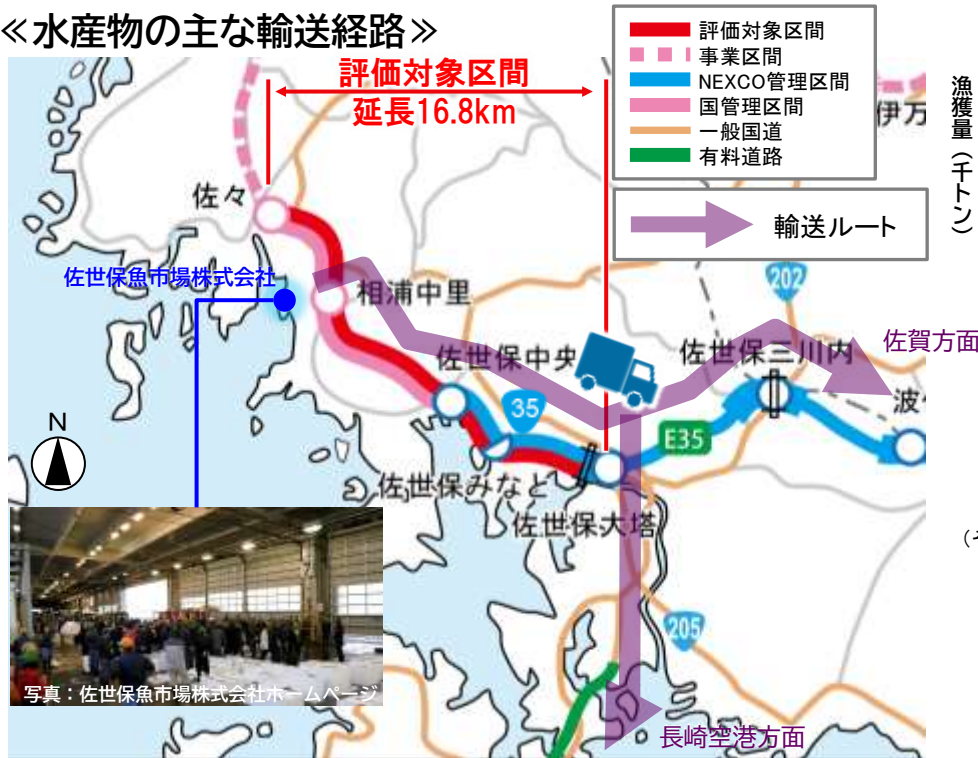 ≪水産物の主な輸送経路≫
評価対象区間
延長16.8km
評価対象区間
事業区間
NEXCO管理区間
国管理区間
一般国道
有料道路
輸送ルート
漁獲量(千トン)
伊万
佐々
佐世保魚市場株式会社
相浦中里
202
佐賀方面
佐世保中央
佐世保三川内
35
波
E35
N
佐世保みなと
佐世保大塔
205
写真:佐世保魚市場株式会社ホームページ
長崎空港方面